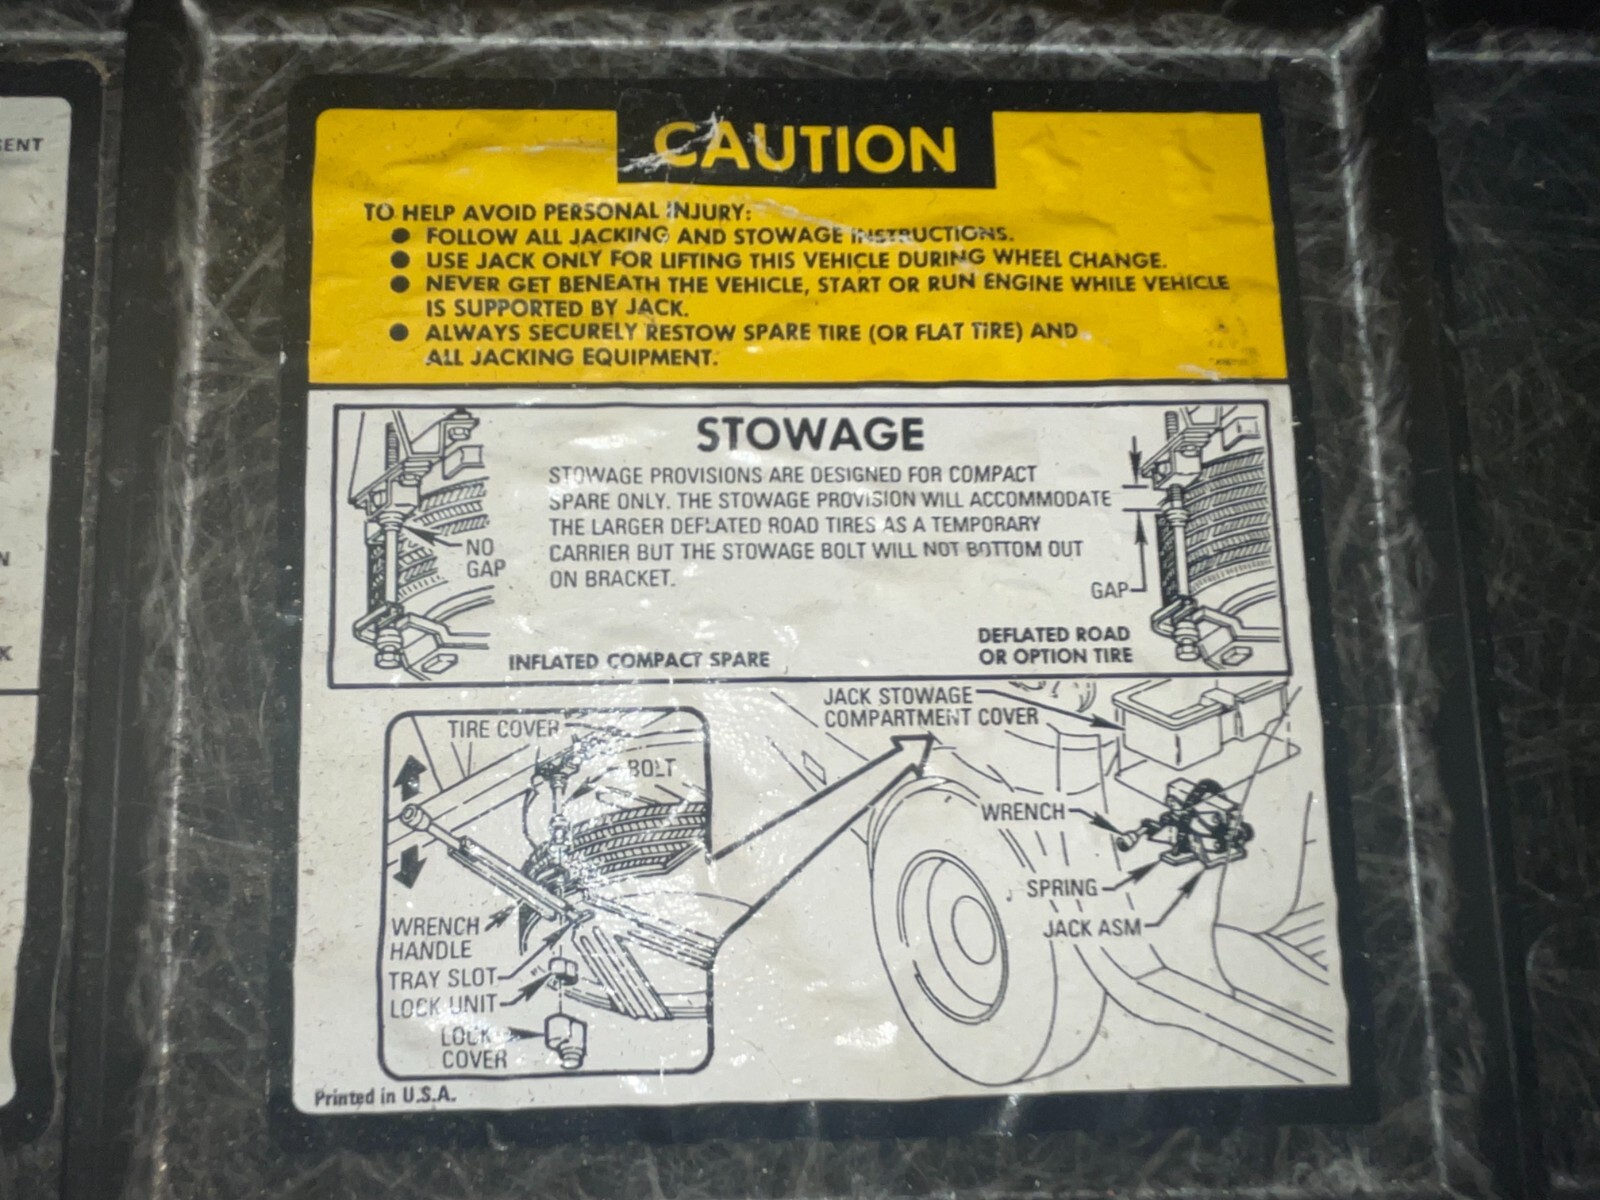 CAUTION
TO HELP AVOID PERSONAL INJURY:
● FOLLOW ALL JACKING AND STOWAGE INSTRUCTIONS.
● USE JACK ONLY FOR LIFTING THIS VEHICLE DURING WHEEL CHANGE.
● NEVER GET BENEATH THE VEHICLE, START OR RUN ENGINE WHILE VEHICLE
IS SUPPORTED BY JACK.
● ALWAYS SECURELY RESTOW SPARE TIRE (OR FLAT TIRE) AND
ALL JACKING EQUIPMENT.
STOWAGE
STOWAGE PROVISIONS ARE DESIGNED FOR COMPACT
SPARE ONLY. THE STOWAGE PROVISION WILL ACCOMMODATE
THE LARGER DEFLATED ROAD TIRES AS A TEMPORARY
CARRIER BUT THE STOWAGE BOLT WILL NOT BOTTOM OUT
ON BRACKET.
NO
GAP
INFLATED COMPACT SPARE
GAP
DEFLATED ROAD
OR OPTION TIRE
TIRE COVER
BOLT
WRENCH
HANDLE
TRAY SLOT
LOCK UNIT
LOCK
COVER
JACK STOWAGE
COMPARTMENT COVER
WRENCH
SPRING
JACK ASM
Printed in U.S.A.